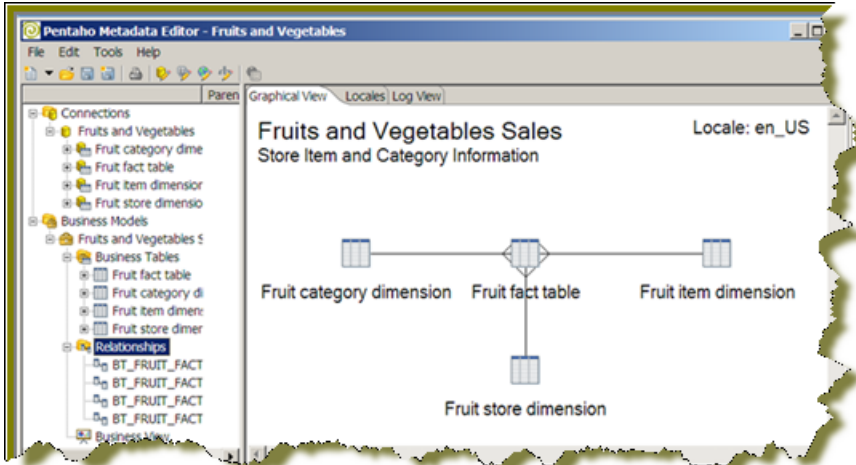 Pentaho Metadata Editor - Fruits and Vegetables
File Edit Tools Help
Paren
Graphical View Locales Log View
Connections
Fruits and Vegetables
Fruit category dime
Fruit fact table
Fruit item dimension
Fruit store dimensio
Business Models
Fruits and Vegetables S
Business Tables
Fruit fact table
Fruit category di
Fruit item dimen
Fruit store dimer
Relationships
BT_FRUIT_FACT
BT_FRUIT_FACT
BT_FRUIT_FACT
BT_FRUIT_FACT
Business View
Fruits and Vegetables Sales
Locale: en_US
Store Item and Category Information
Fruit category dimension
Fruit fact table
Fruit item dimension
Fruit store dimension